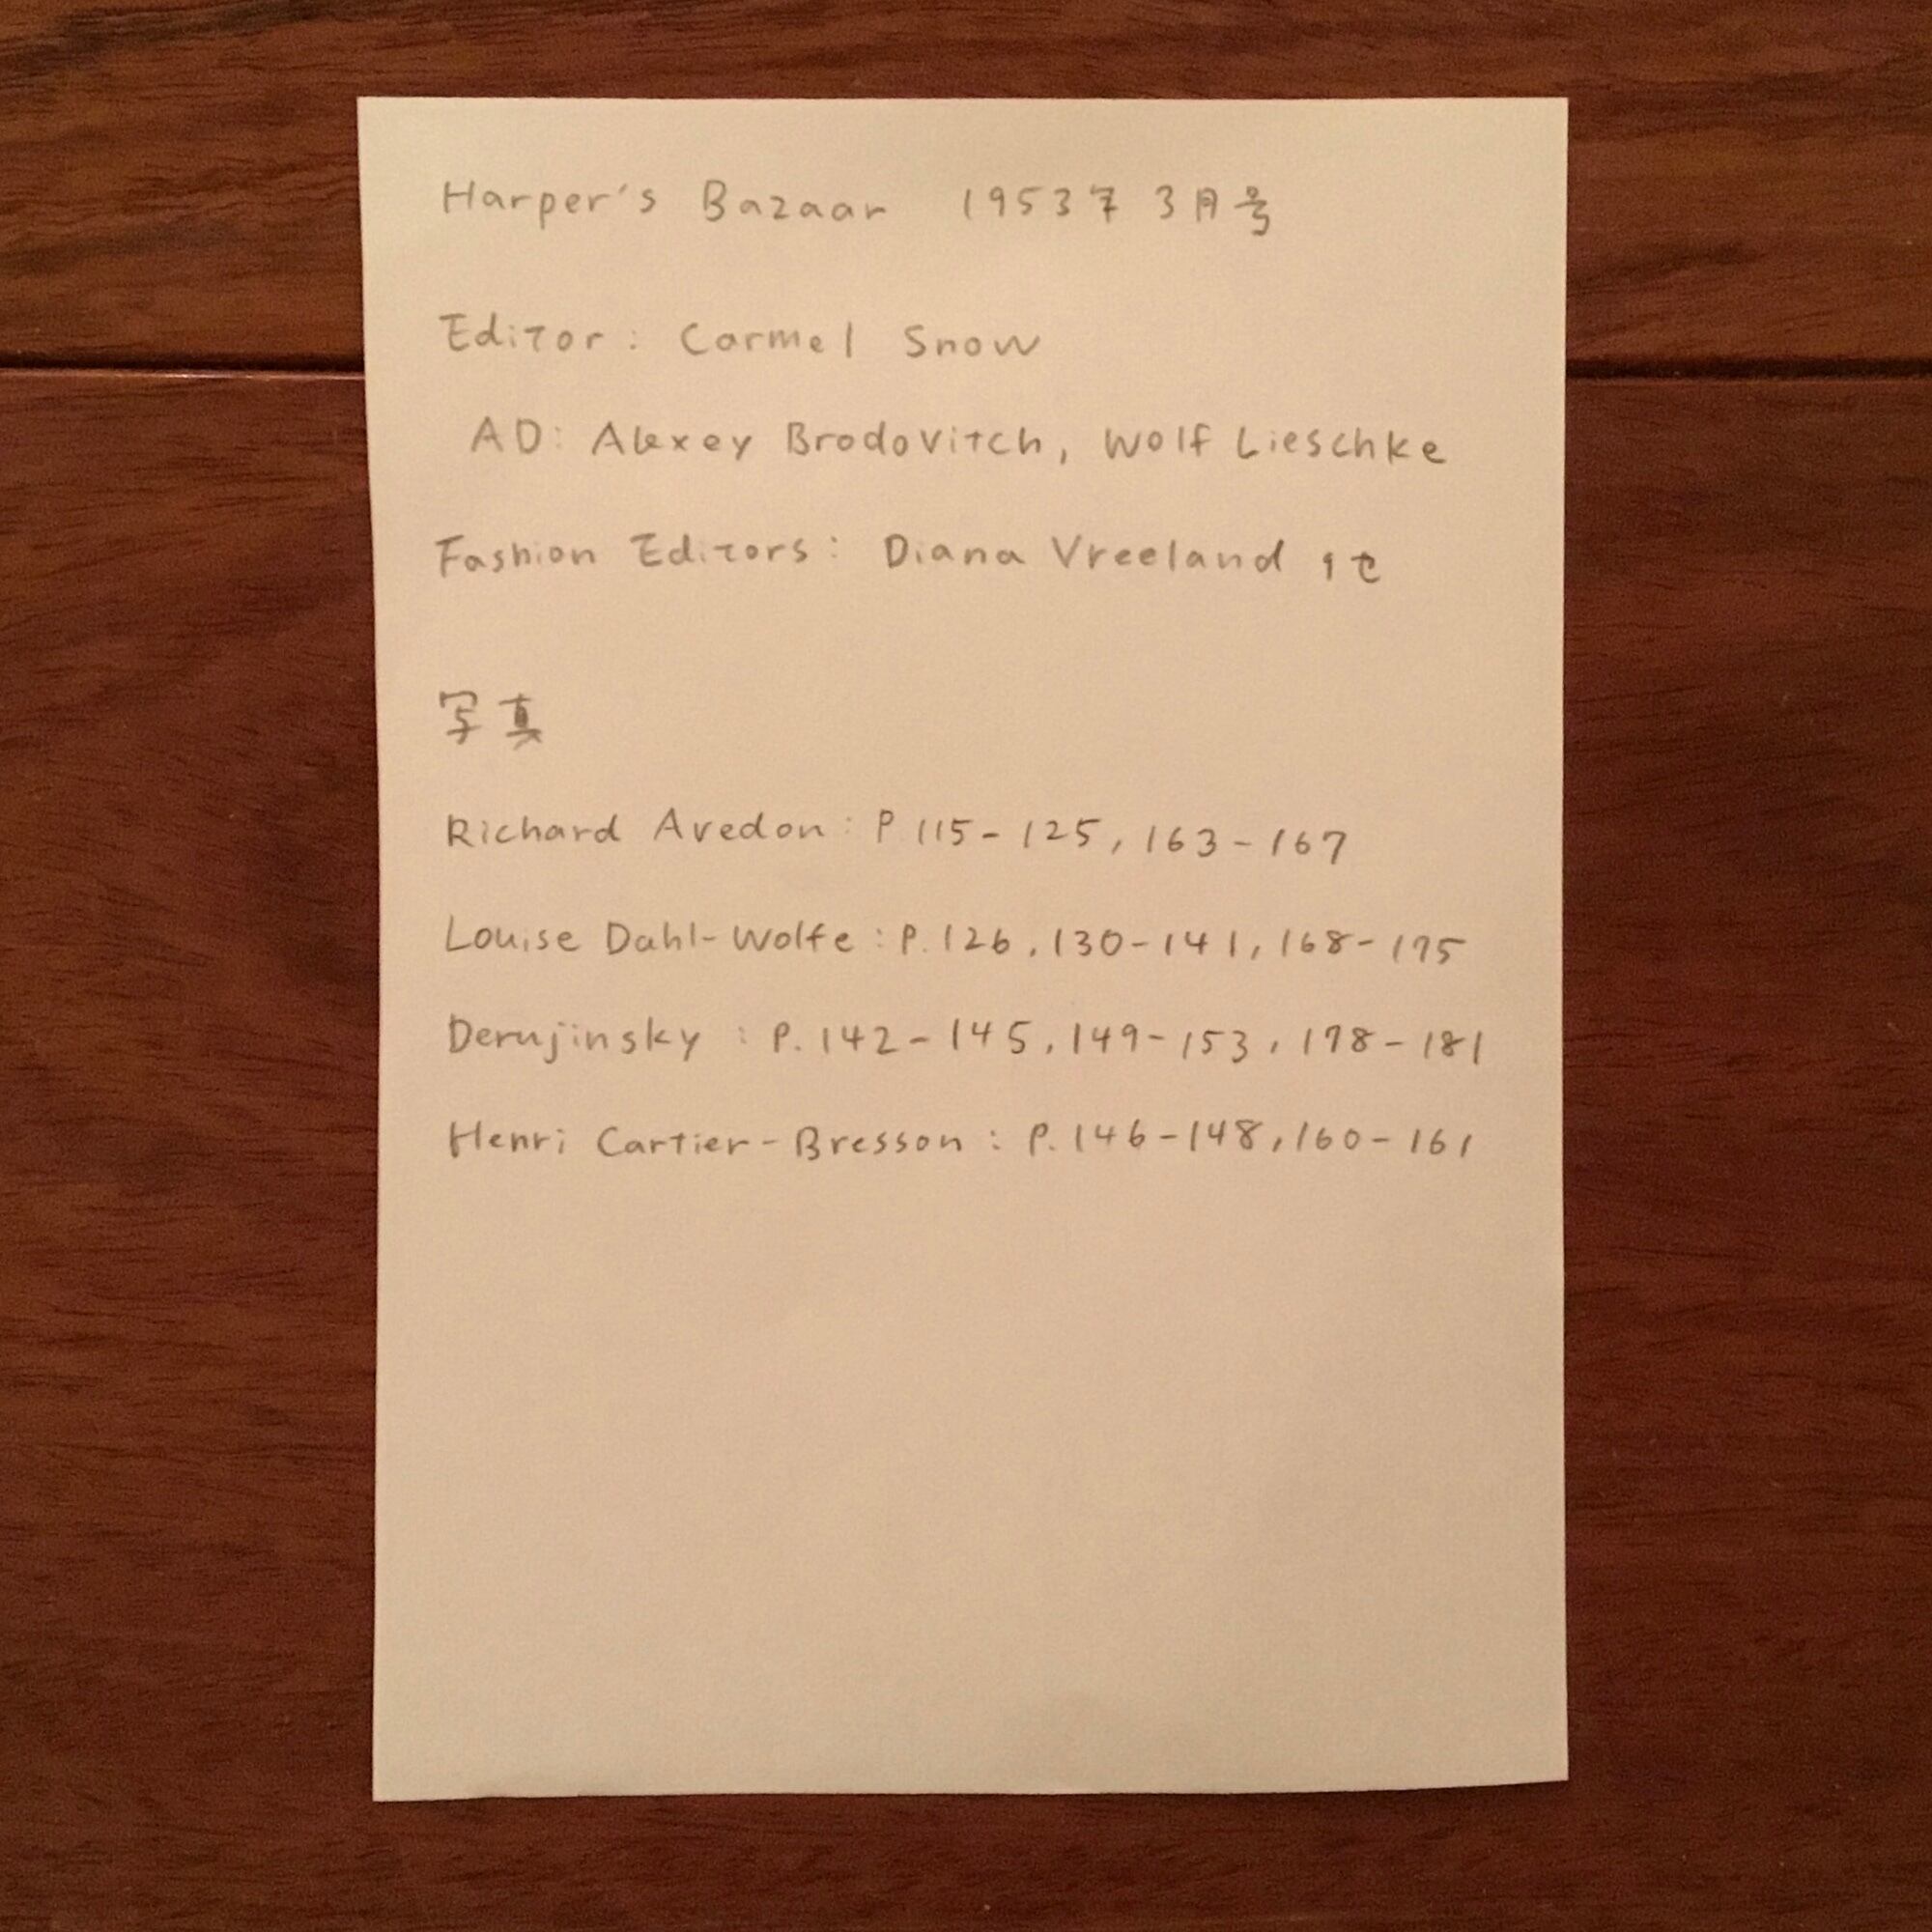 Harper's Bazaar 1953年 3月号
Editor: Carmel Snow
AD: Alexey Brodovitch, Wolf Lieschke
Fashion Editors: Diana Vreeland 他
写真
Richard Avedon: P.115-125, 163-167
Louise Dahl-Wolfe: P.126, 130-141, 168-175
Derujinsky: P.142-145, 149-153, 178-181
Henri Cartier-Bresson: P.146-148, 160-161